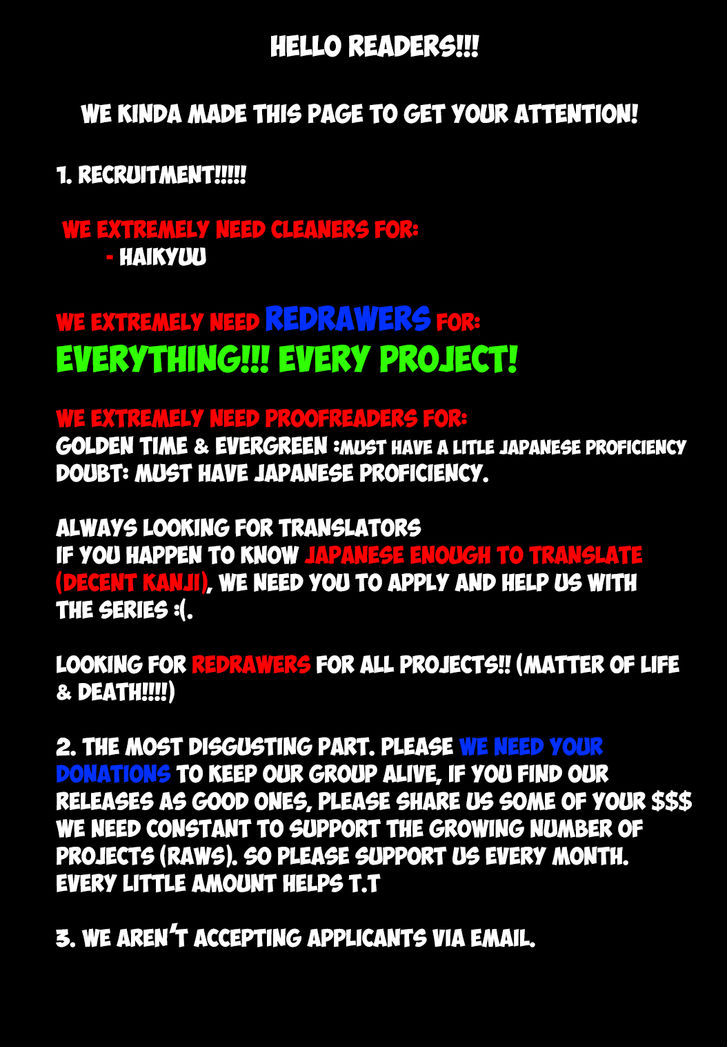 HELLO READERS!!!
WE KINDA MADE THIS PAGE TO GET YOUR ATTENTION!
1. RECRUITMENT!!!!!
WE EXTREMELY NEED CLEANERS FOR:
- HAIKYUU
WE EXTREMELY NEED REDRAWERS FOR:
EVERYTHING!!! EVERY PROJECT!
WE EXTREMELY NEED PROOFREADERS FOR:
GOLDEN TIME & EVERGREEN :MUST HAVE A LITLE JAPANESE PROFICIENCY
DOUBT: MUST HAVE JAPANESE PROFICIENCY.
ALWAYS LOOKING FOR TRANSLATORS
IF YOU HAPPEN TO KNOW JAPANESE ENOUGH TO TRANSLATE
(DECENT KANJI), WE NEED YOU TO APPLY AND HELP US WITH
THE SERIES :(.
LOOKING FOR REDRAWERS FOR ALL PROJECTS!! (MATTER OF LIFE
& DEATH!!!!)
2. THE MOST DISGUSTING PART. PLEASE WE NEED YOUR
DONATIONS TO KEEP OUR GROUP ALIVE, IF YOU FIND OUR
RELEASES AS GOOD ONES, PLEASE SHARE US SOME OF YOUR $$$
WE NEED CONSTANT TO SUPPORT THE GROWING NUMBER OF
PROJECTS (RAWS). SO PLEASE SUPPORT US EVERY MONTH.
EVERY LITTLE AMOUNT HELPS T.T
3. WE AREN'T ACCEPTING APPLICANTS VIA EMAIL.